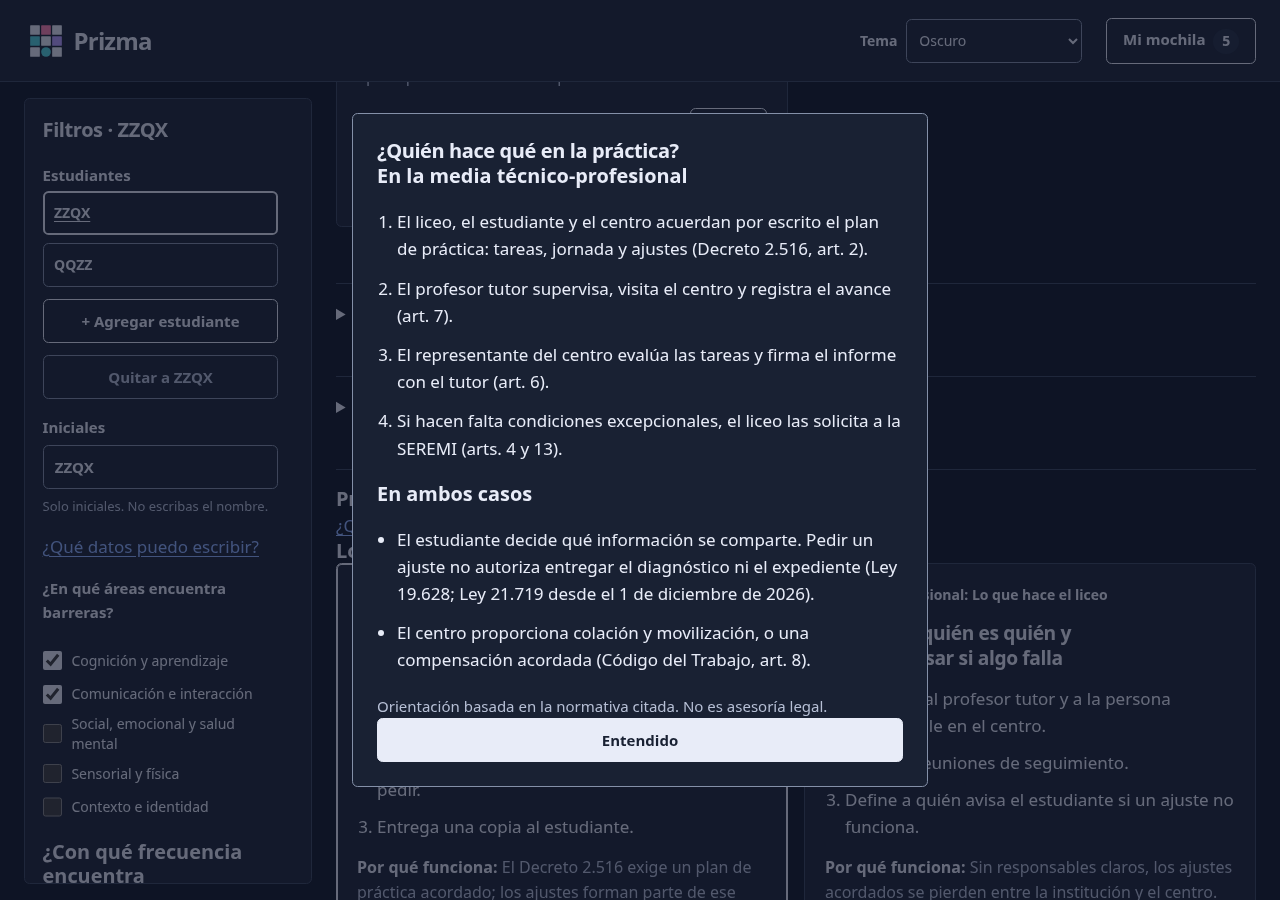 Prizma
Tema
Oscuro
Mi mochila 5
Filtros · ZZQX
Estudiantes
ZZQX
QQZZ
+ Agregar estudiante
Quitar a ZZQX
Iniciales
ZZQX
Solo iniciales. No escribas el nombre.
¿Qué datos puedo escribir?
¿En qué áreas encuentra
barreras?
Cognición y aprendizaje
Comunicación e interacción
Social, emocional y salud
mental
Sensorial y física
Contexto e identidad
¿Con qué frecuencia
encuentra
¿Quién hace qué en la práctica?
En la media técnico-profesional
1. El liceo, el estudiante y el centro acuerdan por escrito el plan
de práctica: tareas, jornada y ajustes (Decreto 2.516, art. 2).
2. El profesor tutor supervisa, visita el centro y registra el avance
(art. 7).
3. El representante del centro evalúa las tareas y firma el informe
con el tutor (art. 6).
4. Si hacen falta condiciones excepcionales, el liceo las solicita a la
SEREMI (arts. 4 y 13).
En ambos casos
• El estudiante decide qué información se comparte. Pedir un
ajuste no autoriza entregar el diagnóstico ni el expediente (Ley
19.628; Ley 21.719 desde el 1 de diciembre de 2026).
• El centro proporciona colación y movilización, o una
compensación acordada (Código del Trabajo, art. 8).
Orientación basada en la normativa citada. No es asesoría legal.
Entendido
pedir.
3. Entrega una copia al estudiante.
Por qué funciona: El Decreto 2.516 exige un plan de
práctica acordado; los ajustes forman parte de ese
Lo que hace el liceo
quién es quién y
si algo falla
al profesor tutor y a la persona
en el centro.
reuniones de seguimiento.
3. Define a quién avisa el estudiante si un ajuste no
funciona.
Por qué funciona: Sin responsables claros, los ajustes
acordados se pierden entre la institución y el centro.